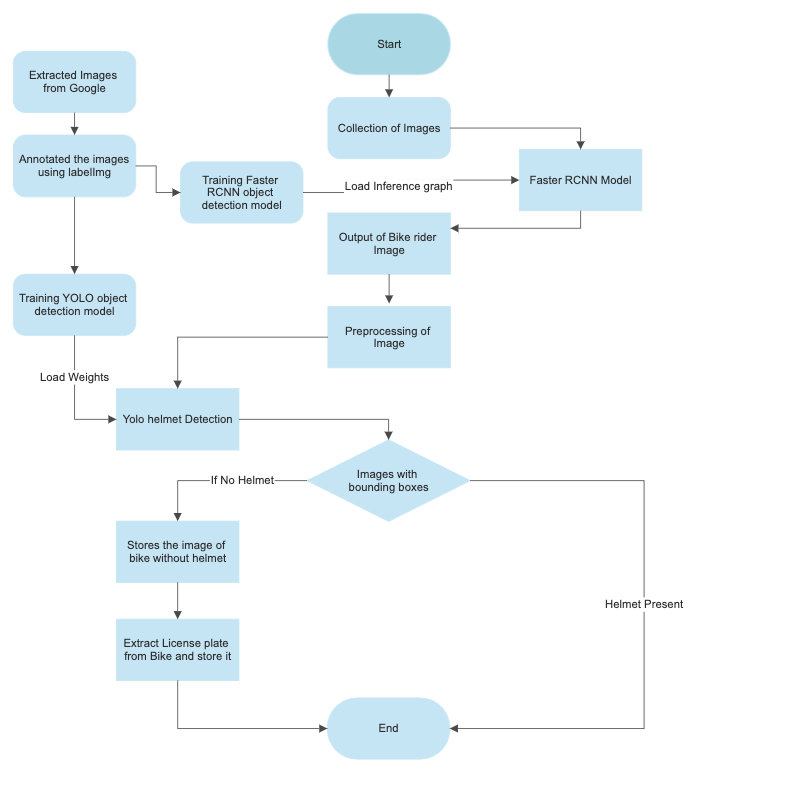 Start
Extracted Images
from Google
Collection of Images
Annotated the images
using labelImg
Training Faster
RCNN object
detection model
Load Inference graph
Faster RCNN Model
Output of Bike rider
Image
Training YOLO object
detection model
Preprocessing of
Image
Load Weights
Yolo helmet Detection
Images with
bounding boxes
If No Helmet
Stores the image of
bike without helmet
Helmet Present
Extract License plate
from Bike and store it
End